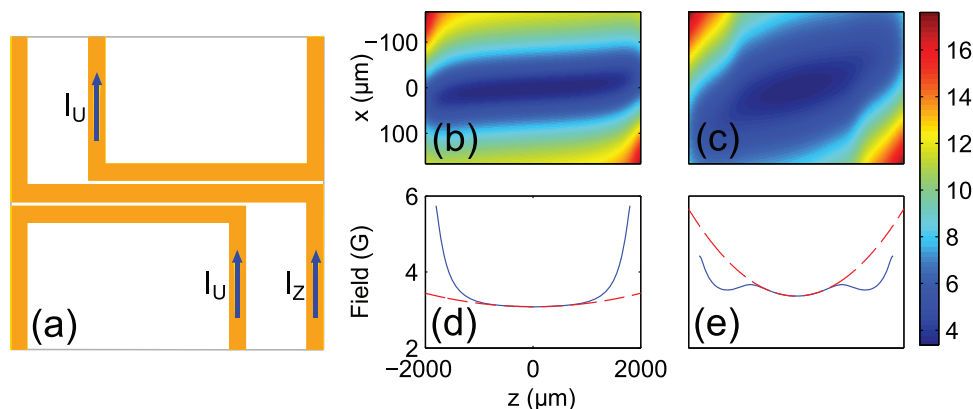 I_U
I_U
I_Z
(a)
x (µm)
-100
0
100
(b)
(c)
16
14
12
10
8
6
4
Field (G)
6
4
2
(d)
(e)
-2000
0
2000
z (µm)